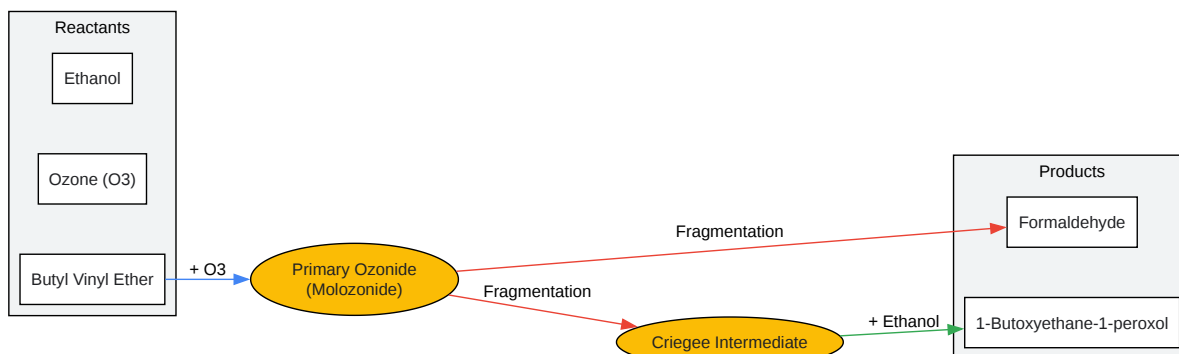 Reactants
Ethanol
Ozone (O3)
Butyl Vinyl Ether
+ O3
Primary Ozonide
(Molozonide)
Fragmentation
Fragmentation
Criegee Intermediate
+ Ethanol
Products
Formaldehyde
1-Butoxyethane-1-peroxol